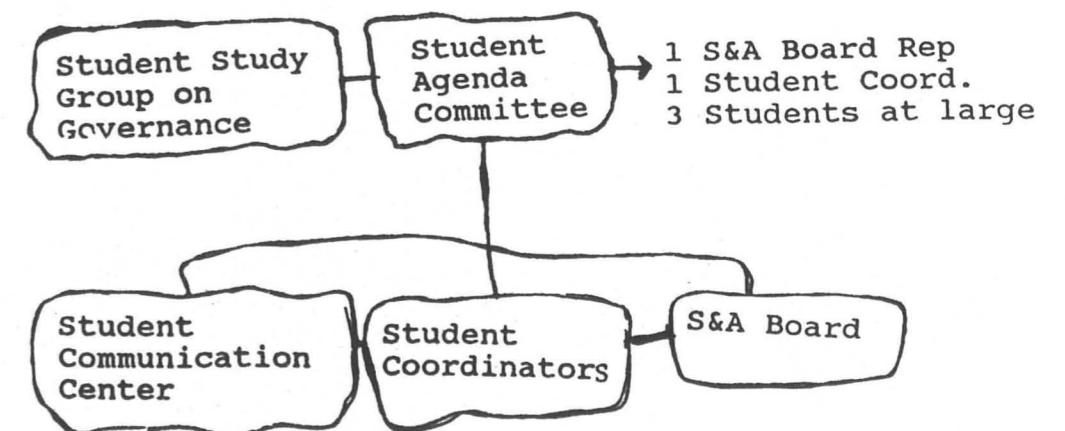 Student Study
Group on
Governance
Student
Agenda
Committee
1 S&A Board Rep
1 Student Coord.
3 Students at large
Student
Communication
Center
Student
Coordinators
S&A Board